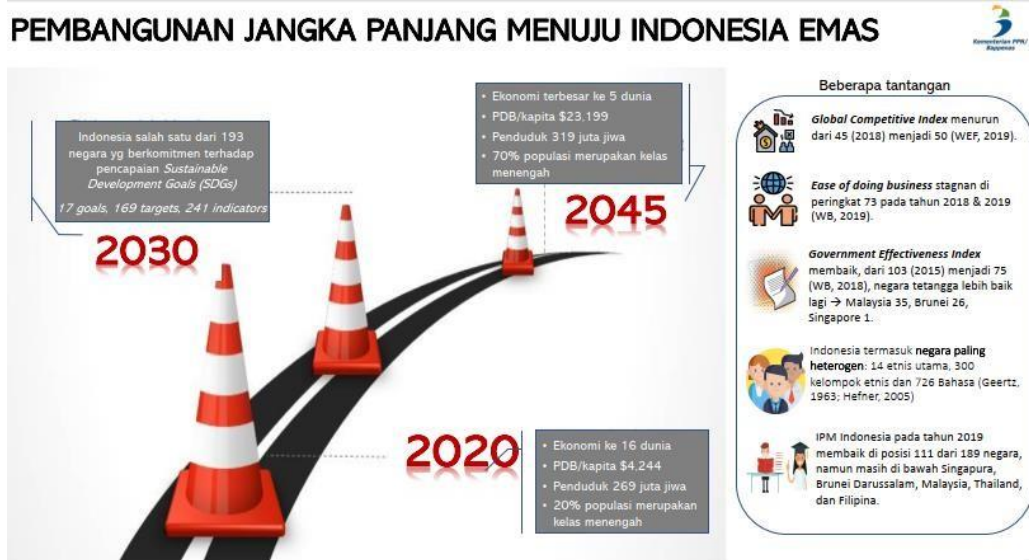 PEMBANGUNAN JANGKA PANJANG MENUJU INDONESIA EMAS
Kementerian PPN/
Bappenas
Indonesia salah satu dari 193
negara yg berkomitmen terhadap
pencapaian Sustainable
Development Goals (SDGs)
17 goals, 169 targets, 241 indicators
2030
• Ekonomi terbesar ke 5 dunia
• PDB/kapita $23.199
• Penduduk 319 juta jiwa
• 70% populasi merupakan kelas
menengah
2045
2020
• Ekonomi ke 16 dunia
• PDB/kapita $4.244
• Penduduk 269 juta jiwa
• 20% populasi merupakan
kelas menengah
Beberapa tantangan
Global Competitive Index menurun
dari 45 (2018) menjadi 50 (WEF, 2019).
Ease of doing business stagnan di
peringkat 73 pada tahun 2018 & 2019
(WB, 2019).
Government Effectiveness Index
membaik, dari 103 (2015) menjadi 75
(WB, 2018), negara tetangga lebih baik
lagi → Malaysia 35, Brunei 26,
Singapore 1.
Indonesia termasuk negara paling
heterogen: 14 etnis utama, 300
kelompok etnis dan 726 Bahasa (Geertz,
1963; Hefner, 2005)
IPM Indonesia pada tahun 2019
membaik di posisi 111 dari 189 negara,
namun masih di bawah Singapura,
Brunei Darussalam, Malaysia, Thailand,
dan Filipina.